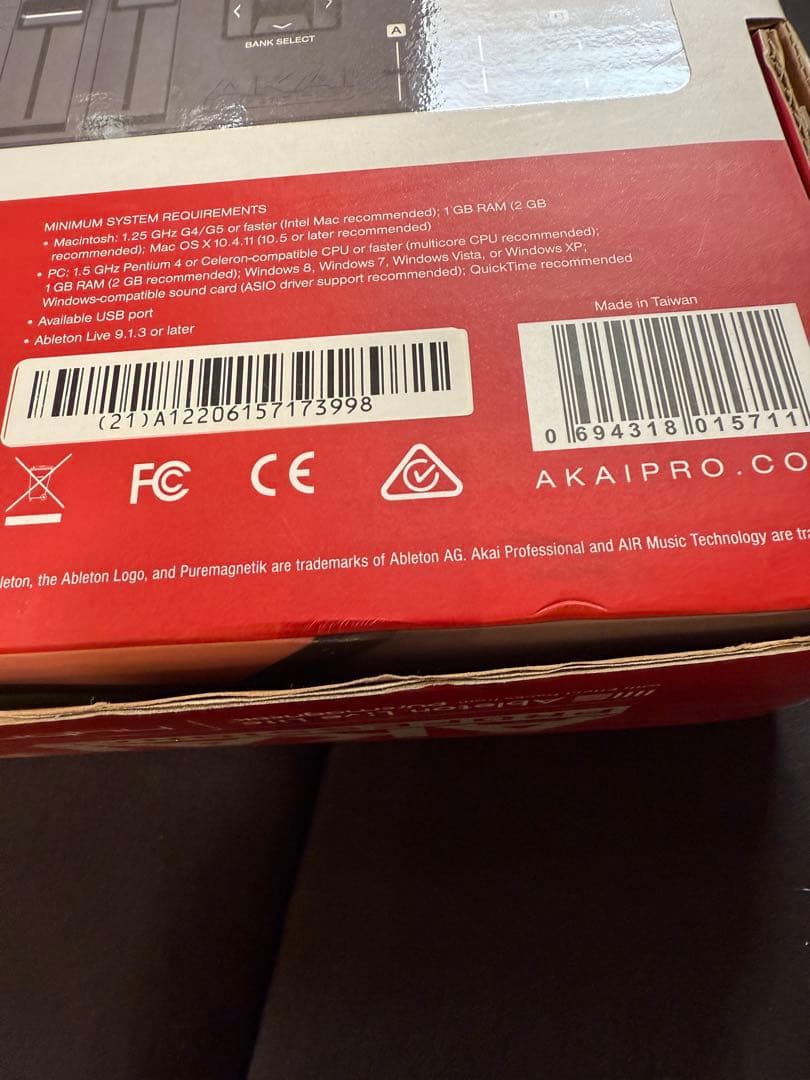 BANK SELECT
A
AKAI
MINIMUM SYSTEM REQUIREMENTS
• Macintosh: 1.25 GHz G4/G5 or faster (Intel Mac recommended); 1 GB RAM (2 GB
recommended); Mac OS X 10.4.11 (10.5 or later recommended)
• PC: 1.5 GHz Pentium 4 or Celeron-compatible CPU or faster (multicore CPU recommended);
1 GB RAM (2 GB recommended); Windows 8, Windows 7, Windows Vista, or Windows XP;
Windows-compatible sound card (ASIO driver support recommended); QuickTime recommended
• Available USB port
• Ableton Live 9.1.3 or later
(21)A12206157173998
Made in Taiwan
0 694318 015711
FC CE
AKAIPRO.CO
leton, the Ableton Logo, and Puremagnetik are trademarks of Ableton AG. Akai Professional and AIR Music Technology are tra
Ableton Live Lite